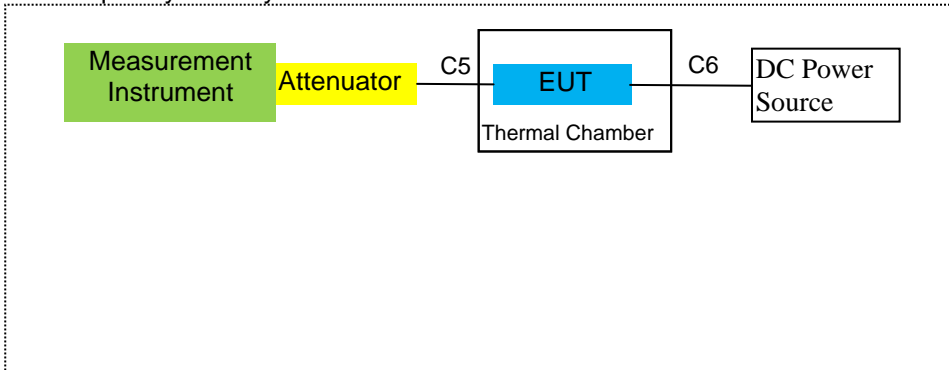 Measurement
Instrument
Attenuator
C5
EUT
Thermal Chamber
C6
DC Power
Source